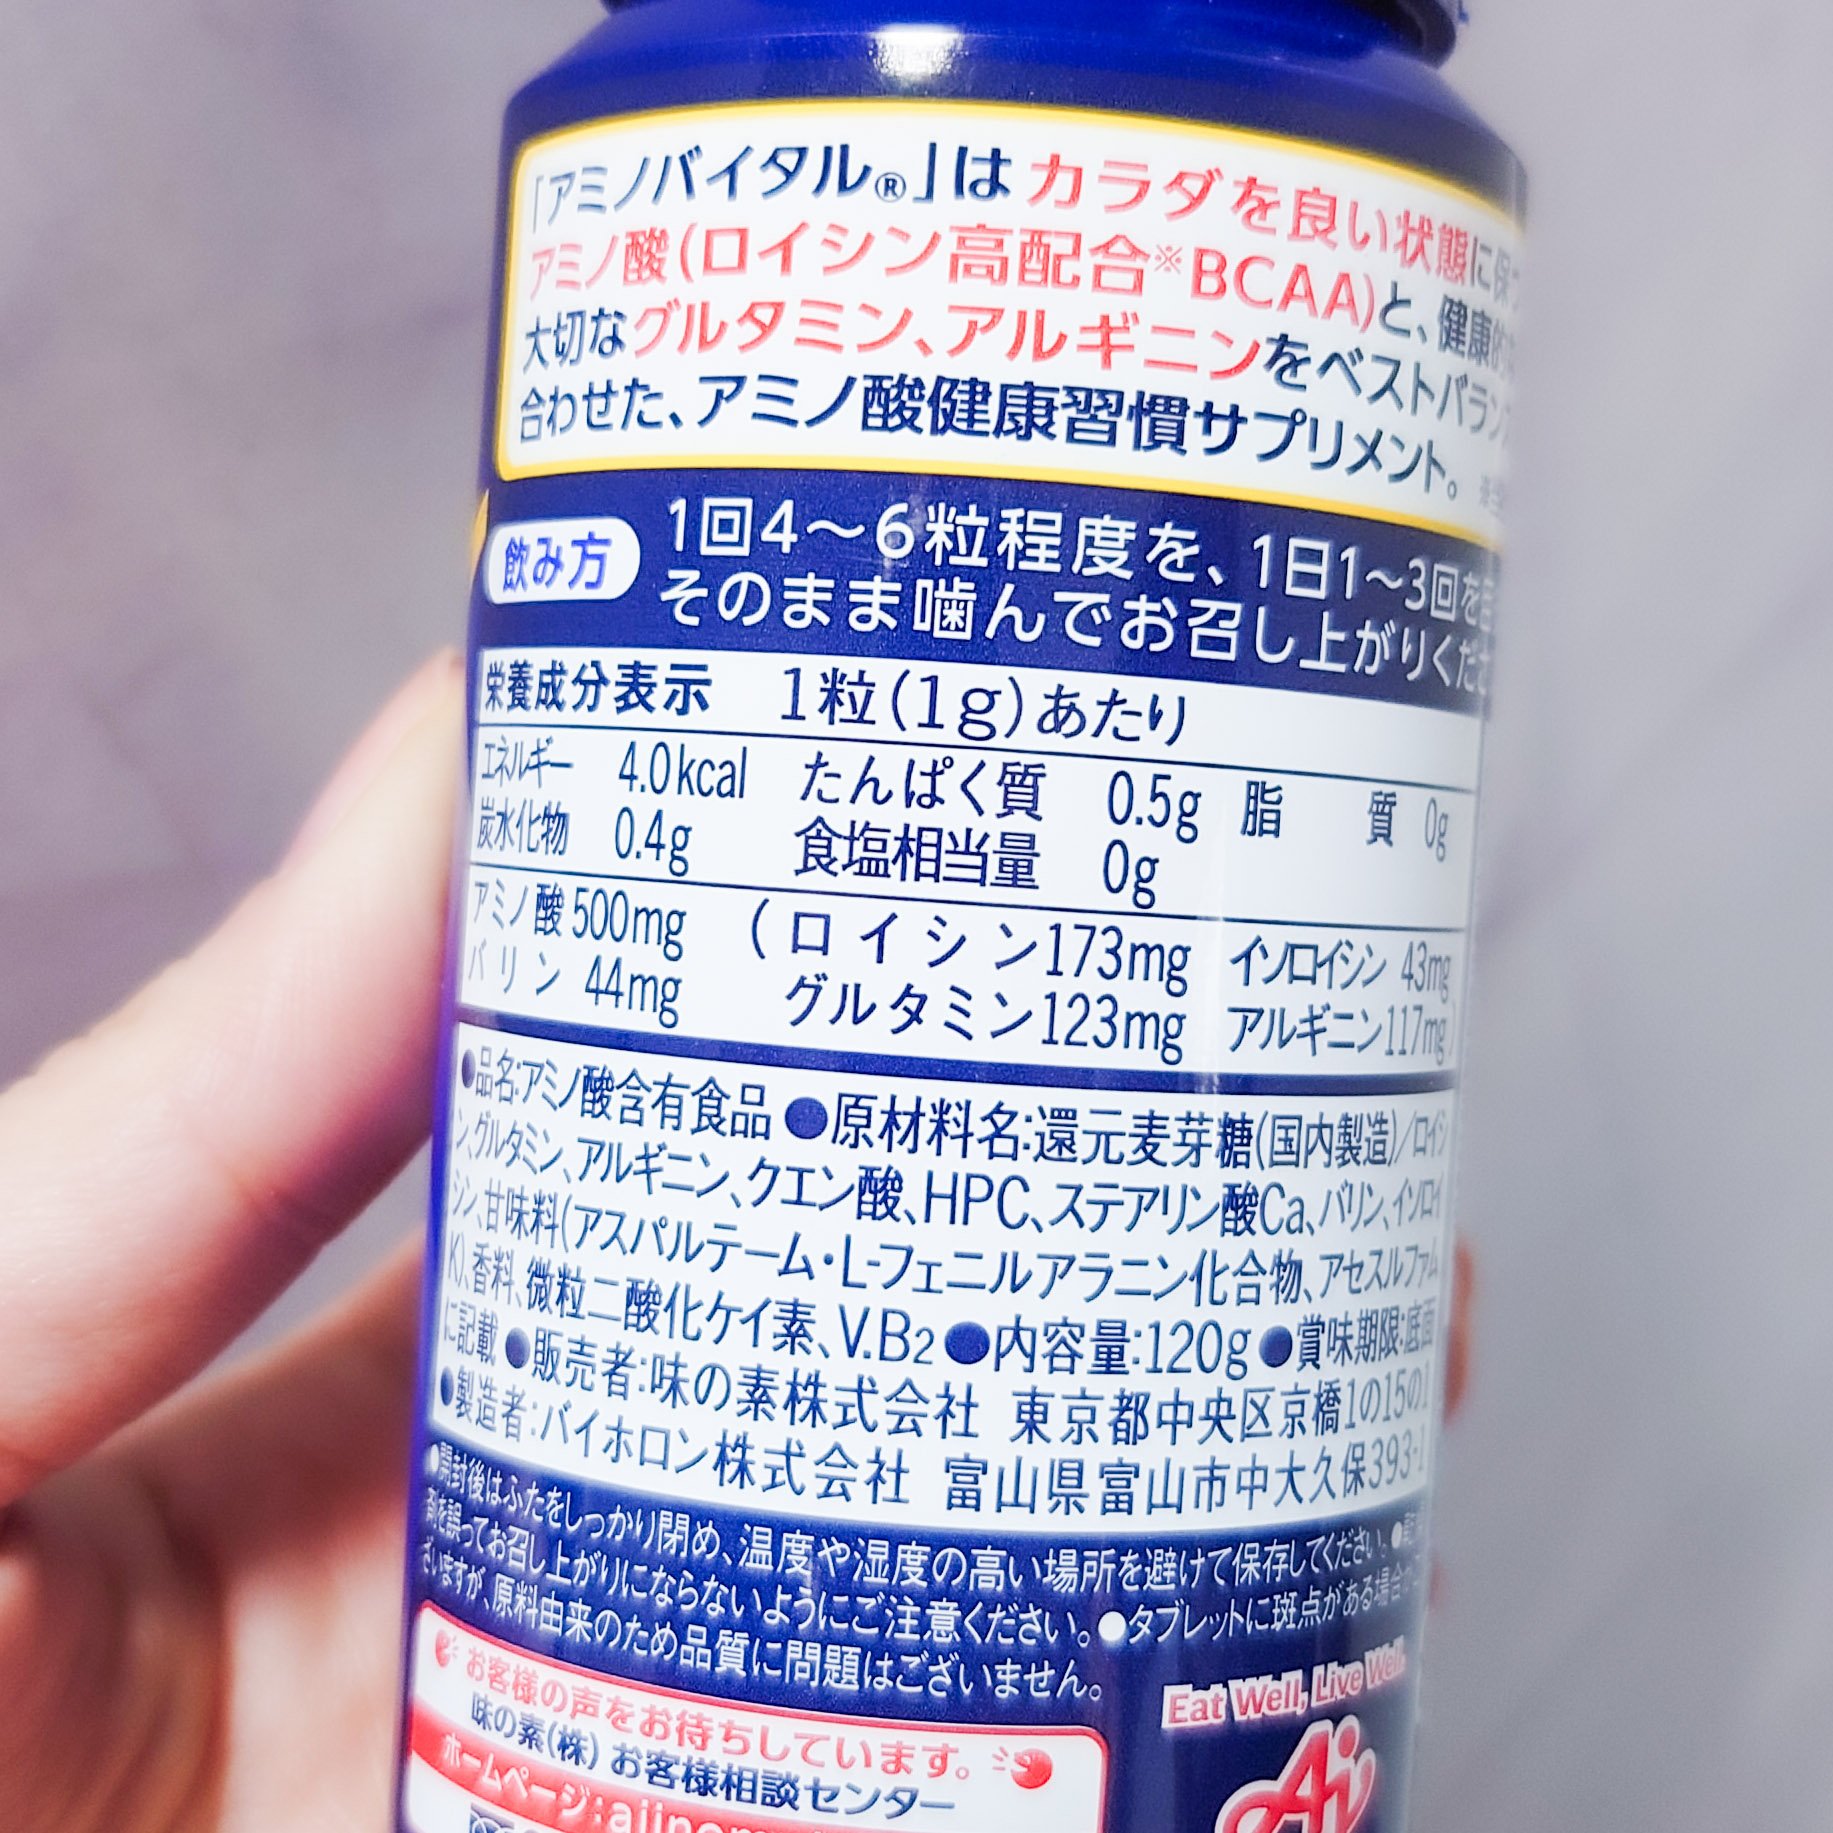 「アミノバイタル®」はカラダを良い状態に保つ
アミノ酸(ロイシン高配合※BCAA)と、健康的
大切なグルタミン、アルギニンをベストバラン
合わせた、アミノ酸健康習慣サプリメント。
飲み方
1回4〜6粒程度を、1日1〜3回を目
そのまま噛んでお召し上がりくださ
栄養成分表示 1粒(1g)あたり
エネルギー 4.0kcal たんぱく質 0.5g 脂質 0g
炭水化物 0.4g 食塩相当量 0g
アミノ酸 500mg (ロイシン173mg イソロイシン 43mg
バリン 44mg グルタミン123mg アルギニン117mg)
●品名:アミノ酸含有食品 ●原材料名:還元麦芽糖(国内製造)/ロイシ
ン、グルタミン、アルギニン、クエン酸、HPC、ステアリン酸Ca、バリン、イソロイ
シン、甘味料(アスパルテーム・L-フェニルアラニン化合物、アセスルファム
K)、香料、微粒二酸化ケイ素、V.B2 ●内容量:120g ●賞味期限:底面
に記載 ●販売者:味の素株式会社 東京都中央区京橋1の15の1
●製造者:バイホロン株式会社 富山県富山市中大久保393-1
●開封後はふたをしっかり閉め、温度や湿度の高い場所を避けて保存してください。●乾
剤を誤ってお召し上がりにならないようにご注意ください。●タブレットに斑点がある場合
ざいますが、原料由来のため品質に問題はございません。
お客様の声をお待ちしています。
味の素(株) お客様相談センター
ホームページ:ajinom
Eat Well, Live Well.